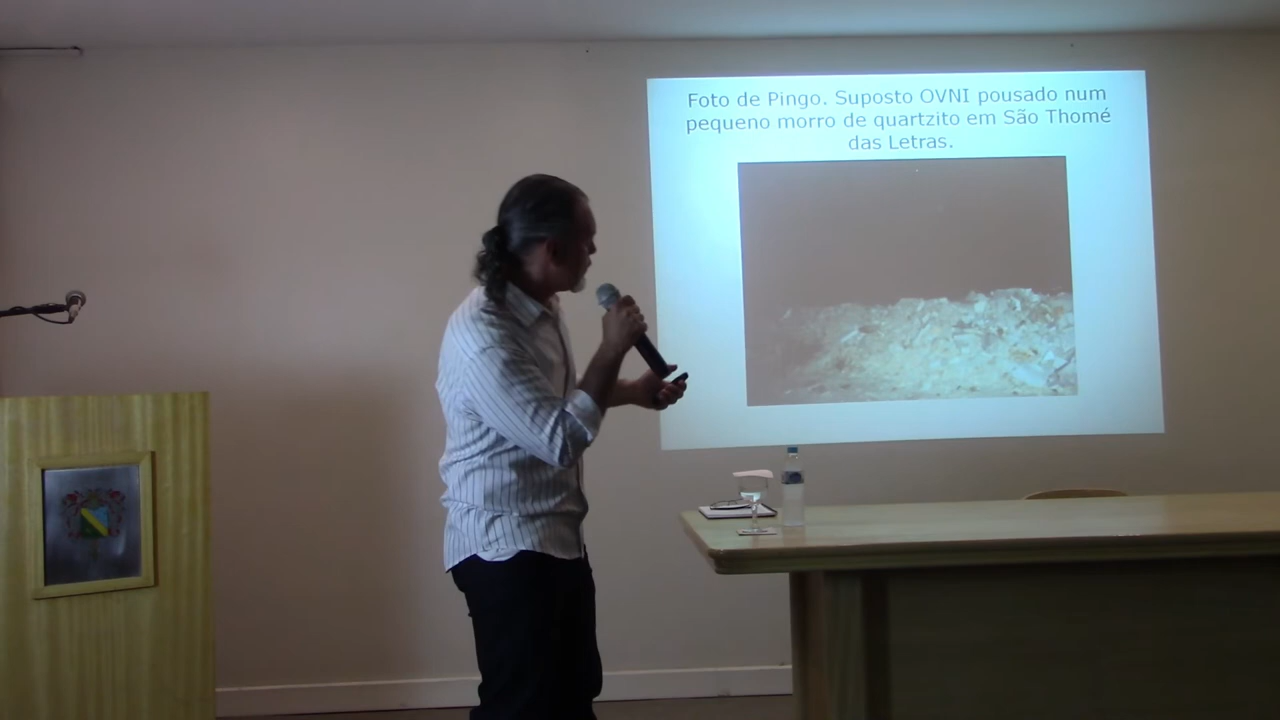 Foto de Pingo. Suposto OVNI pousado num
pequeno morro de quartzito em São Thomé
das Letras.